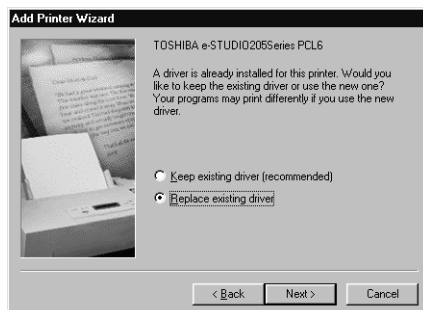 Add Printer Wizard
TOSHIBA e-STUDIO205Series PCL6
A driver is already installed for this printer. Would you
like to keep the existing driver or use the new one?
Your programs may print differently if you use the new
driver.
Keep existing driver (recommended)
Replace existing driver
< Back
Next >
Cancel